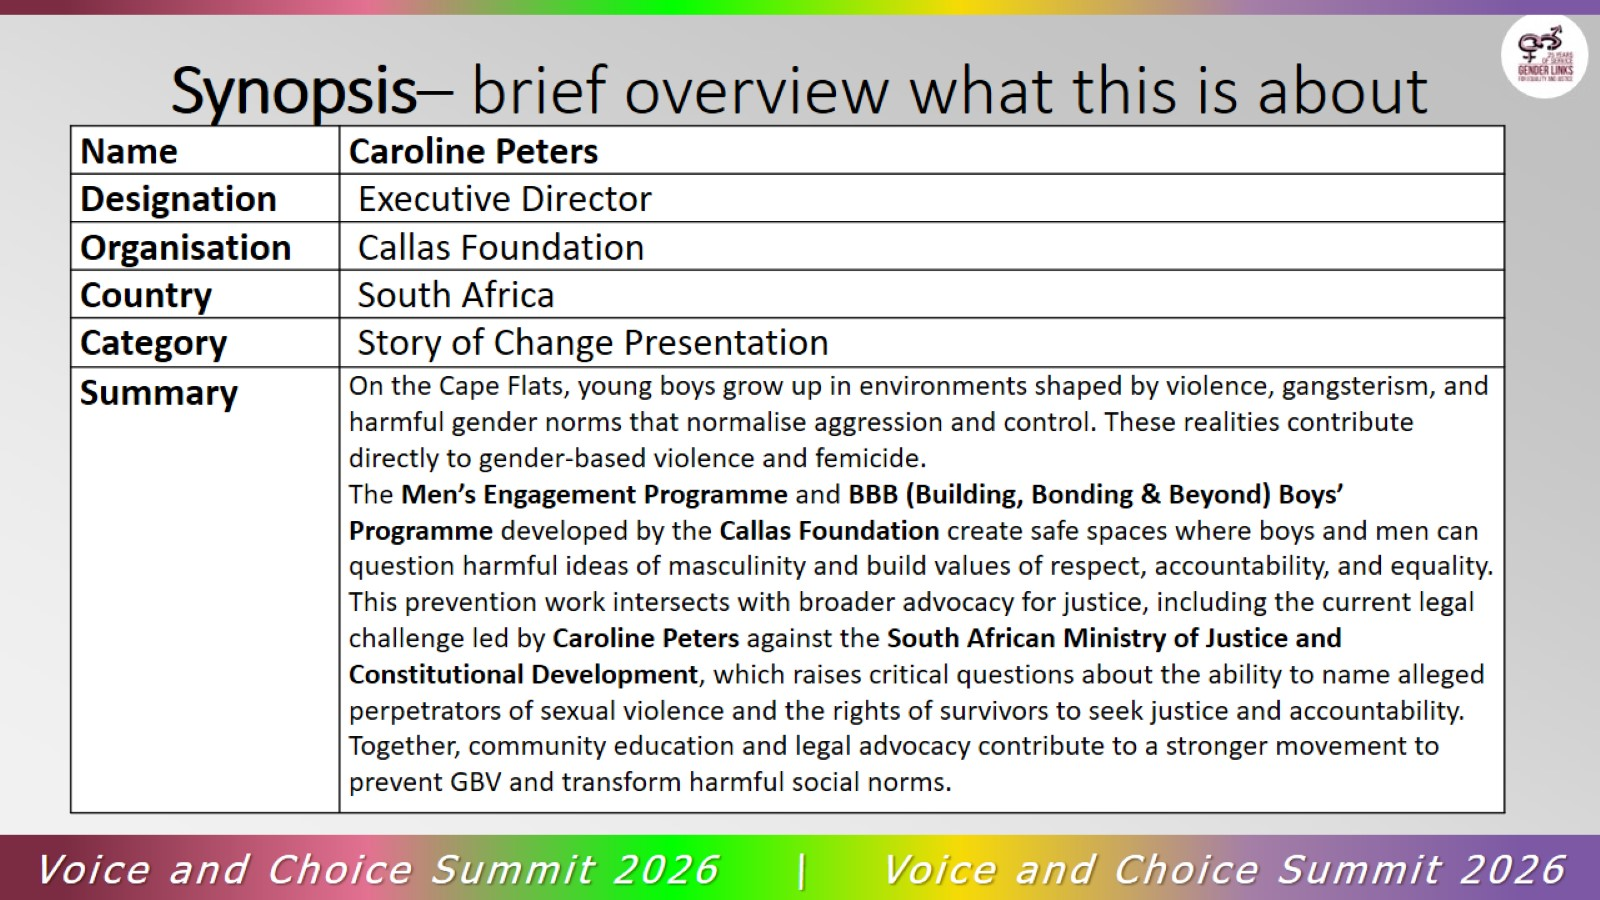 25 YEARS
OF SERVICE
GENDER LINKS
FOR EQUALITY AND JUSTICE
Synopsis– brief overview what this is about
Name Caroline Peters
Designation Executive Director
Organisation Callas Foundation
Country South Africa
Category Story of Change Presentation
Summary On the Cape Flats, young boys grow up in environments shaped by violence, gangsterism, and
harmful gender norms that normalise aggression and control. These realities contribute
directly to gender-based violence and femicide.
The Men’s Engagement Programme and BBB (Building, Bonding & Beyond) Boys’
Programme developed by the Callas Foundation create safe spaces where boys and men can
question harmful ideas of masculinity and build values of respect, accountability, and equality.
This prevention work intersects with broader advocacy for justice, including the current legal
challenge led by Caroline Peters against the South African Ministry of Justice and
Constitutional Development, which raises critical questions about the ability to name alleged
perpetrators of sexual violence and the rights of survivors to seek justice and accountability.
Together, community education and legal advocacy contribute to a stronger movement to
prevent GBV and transform harmful social norms.
Voice and Choice Summit 2026 | Voice and Choice Summit 2026